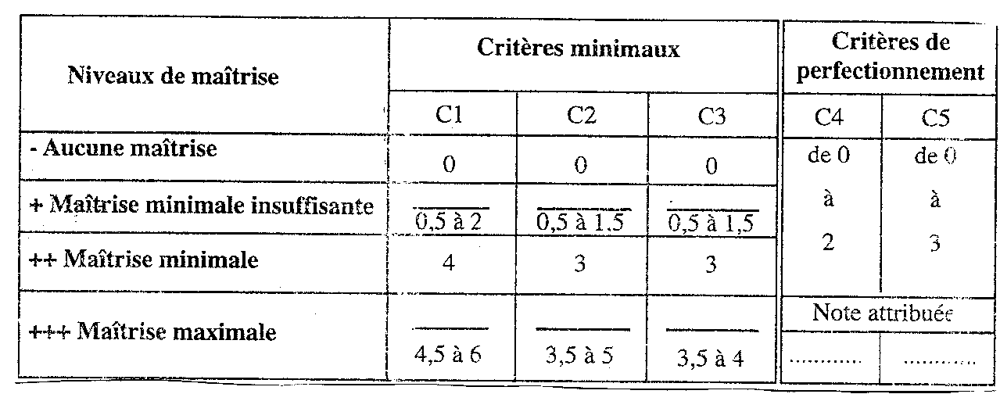 Niveaux de maîtrise
Critères minimaux
Critères de
perfectionnement
C1 C2 C3 C4 C5
- Aucune maîtrise
0 0 0
de 0 de 0
à à
2 3
+ Maîtrise minimale insuffisante
0,5 à 2 0,5 à 1.5 0,5 à 1,5
++ Maîtrise minimale
4 3 3
+++ Maîtrise maximale
4,5 à 6 3,5 à 5 3,5 à 4
Note attribuée
........... ............